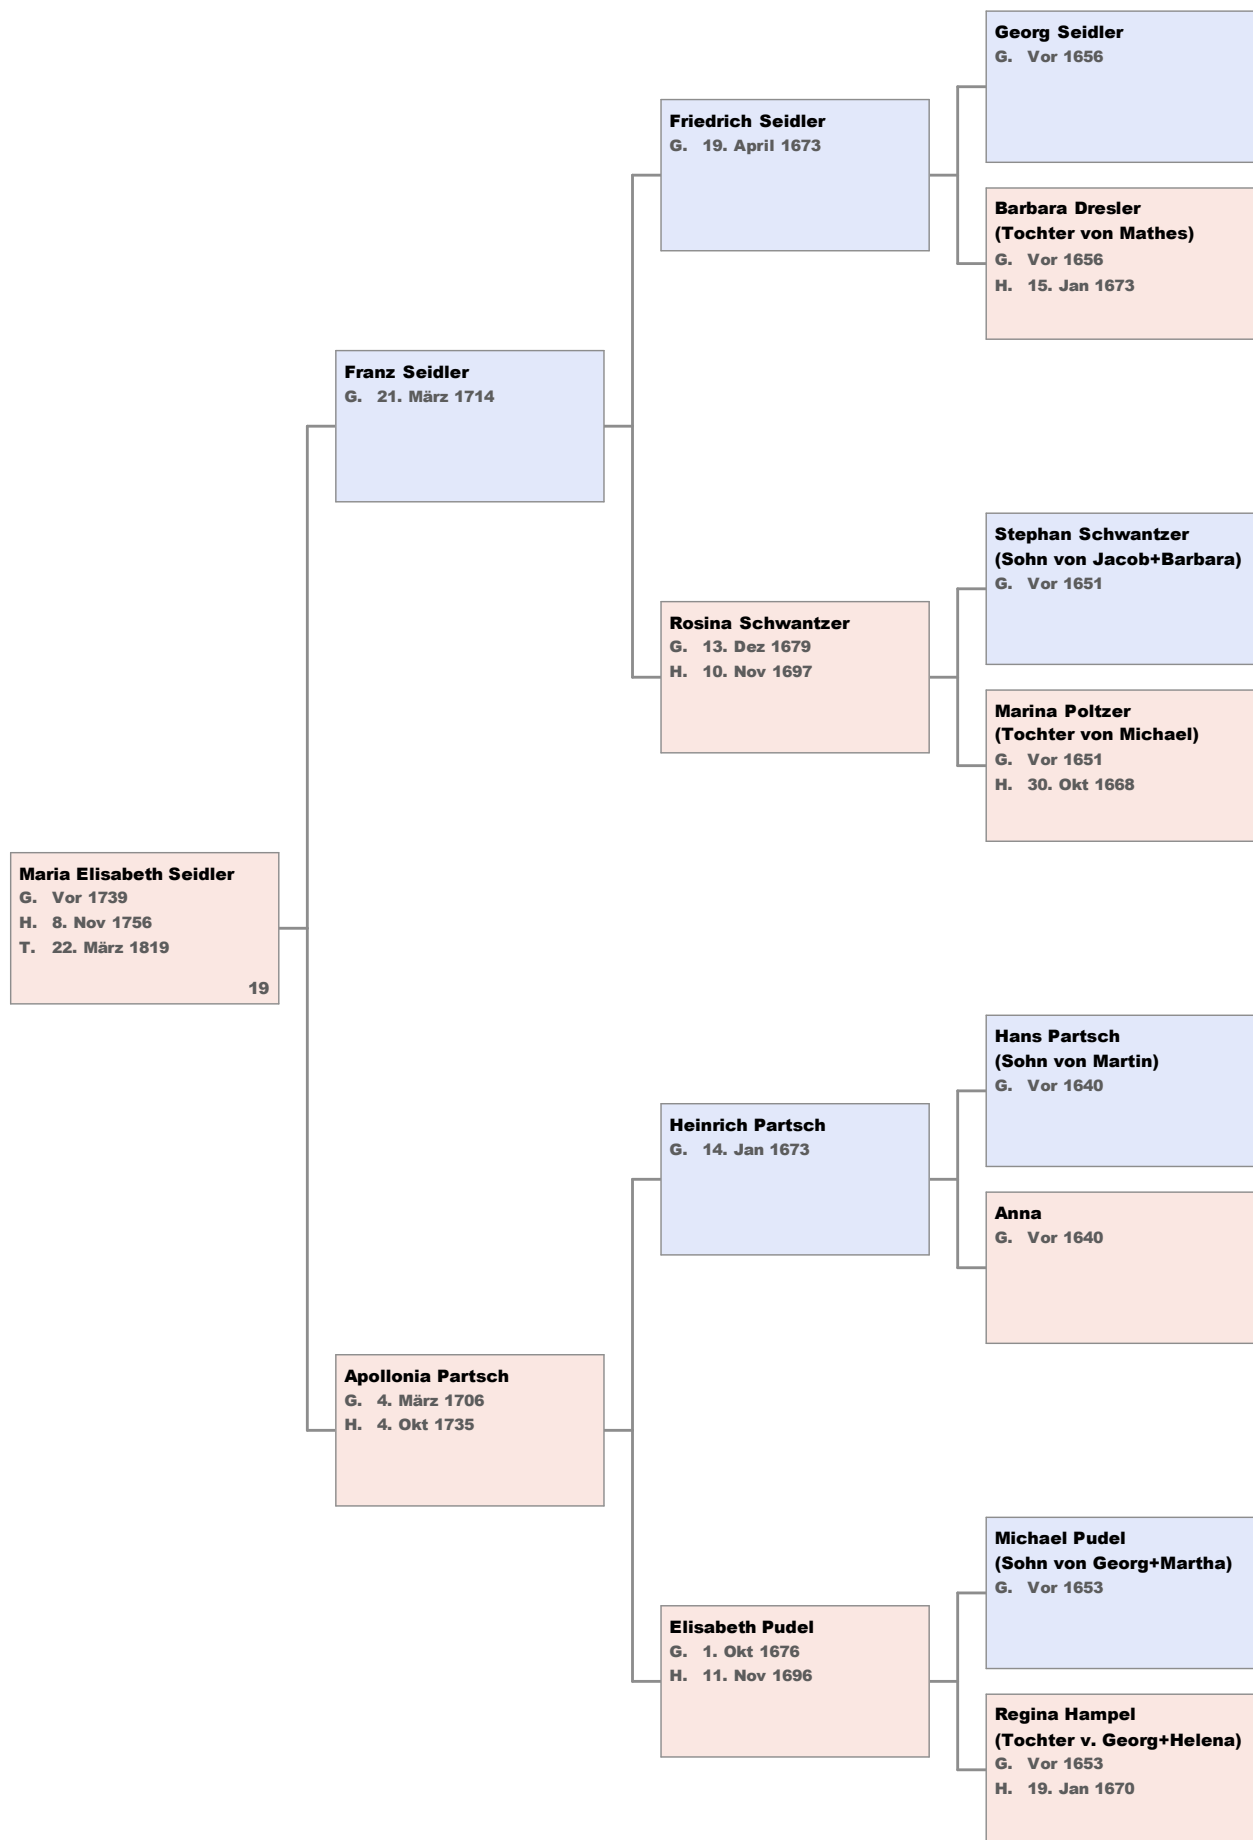 Georg Seidler
G. Vor 1656
Friedrich Seidler
G. 19. April 1673
Barbara Dresler
(Tochter von Mathes)
G. Vor 1656
H. 15. Jan 1673
Franz Seidler
G. 21. März 1714
Stephan Schwantzer
(Sohn von Jacob+Barbara)
G. Vor 1651
Rosina Schwantzer
G. 13. Dez 1679
H. 10. Nov 1697
Marina Poltzer
(Tochter von Michael)
G. Vor 1651
H. 30. Okt 1668
Maria Elisabeth Seidler
G. Vor 1739
H. 8. Nov 1756
T. 22. März 1819
19
Hans Partsch
(Sohn von Martin)
G. Vor 1640
Heinrich Partsch
G. 14. Jan 1673
Anna
G. Vor 1640
Apollonia Partsch
G. 4. März 1706
H. 4. Okt 1735
Michael Pudel
(Sohn von Georg+Martha)
G. Vor 1653
Elisabeth Pudel
G. 1. Okt 1676
H. 11. Nov 1696
Regina Hampel
(Tochter v. Georg+Helena)
G. Vor 1653
H. 19. Jan 1670